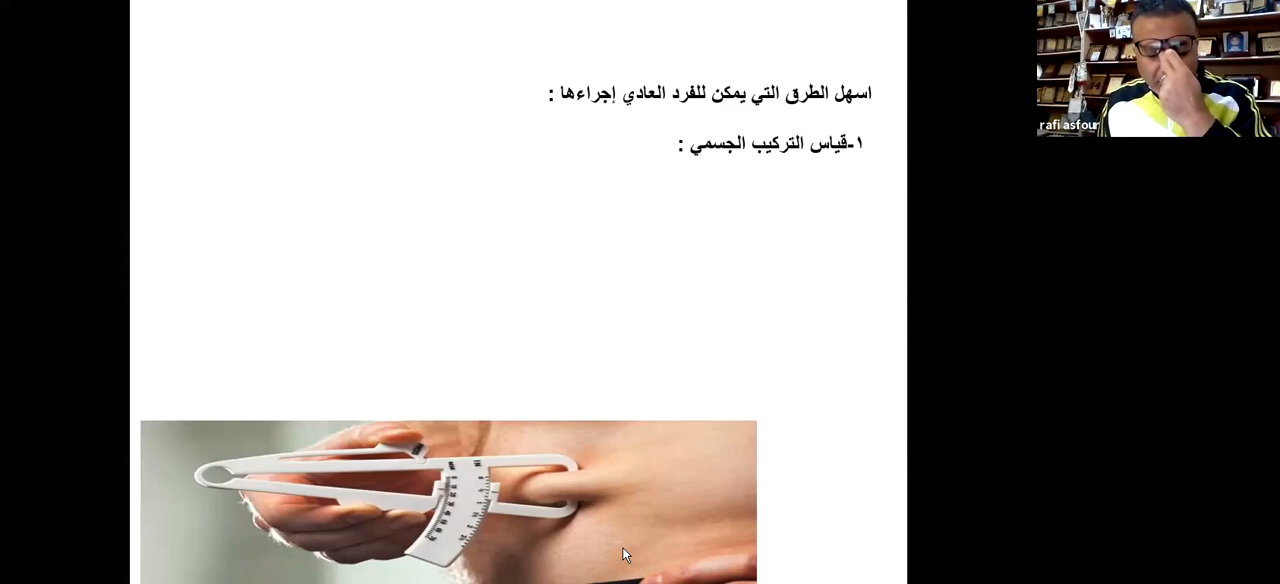 اسهل الطرق التي يمكن للفرد العادي إجراءها :
١-قياس التركيب الجسمي :
rafi asfour